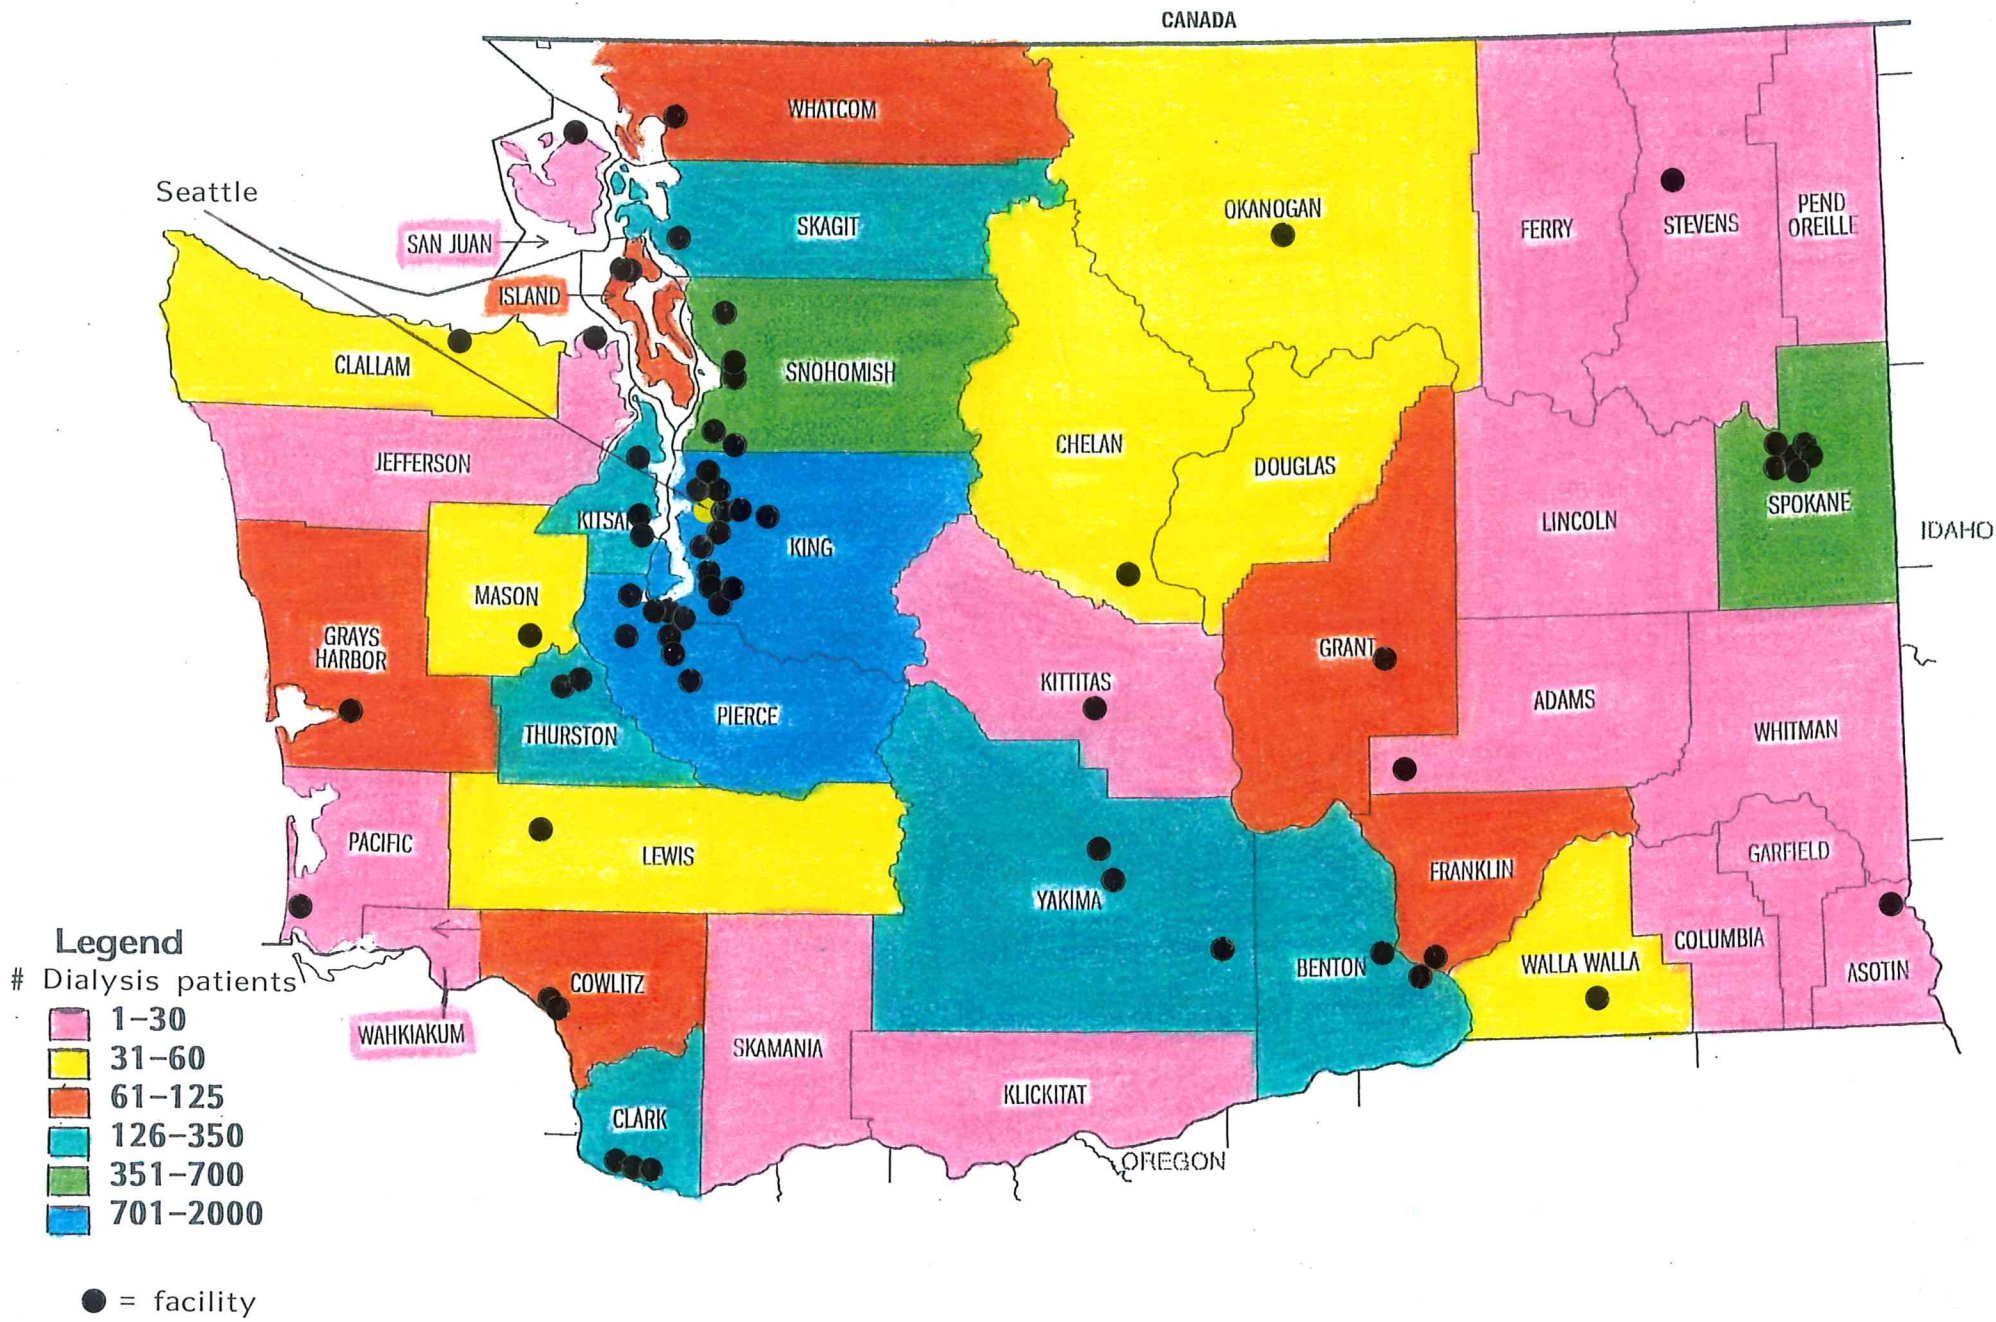 CANADA
WHATCOM
Seattle
SAN JUAN
SKAGIT
OKANOGAN
FERRY
STEVENS
PEND
OREILLE
ISLAND
CLALLAM
SNOHOMISH
JEFFERSON
CHELAN
DOUGLAS
KITSAP
KING
LINCOLN
SPOKANE
IDAHO
MASON
GRAYS
HARBOR
GRANT
KITTITAS
ADAMS
WHITMAN
THURSTON
PIERCE
PACIFIC
LEWIS
YAKIMA
FRANKLIN
GARFIELD
BENTON
WALLA WALLA
COLUMBIA
ASOTIN
COWLITZ
WAHKIAKUM
SKAMANIA
KLICKITAT
CLARK
OREGON
Legend
# Dialysis patients
1-30
31-60
61-125
126-350
351-700
701-2000
= facility